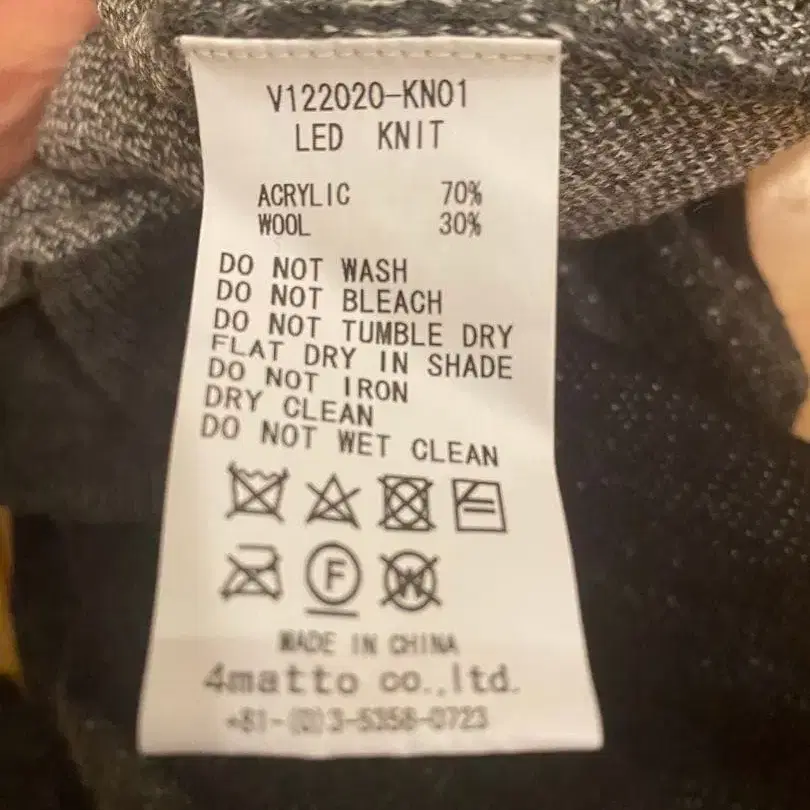 V122020-KN01
LED KNIT
ACRYLIC 70%
WOOL 30%
DO NOT WASH
DO NOT BLEACH
DO NOT TUMBLE DRY
FLAT DRY IN SHADE
DO NOT IRON
DRY CLEAN
DO NOT WET CLEAN
F W
MADE IN CHINA
4matto co.,ltd.
+81-(0)3-5358-0723